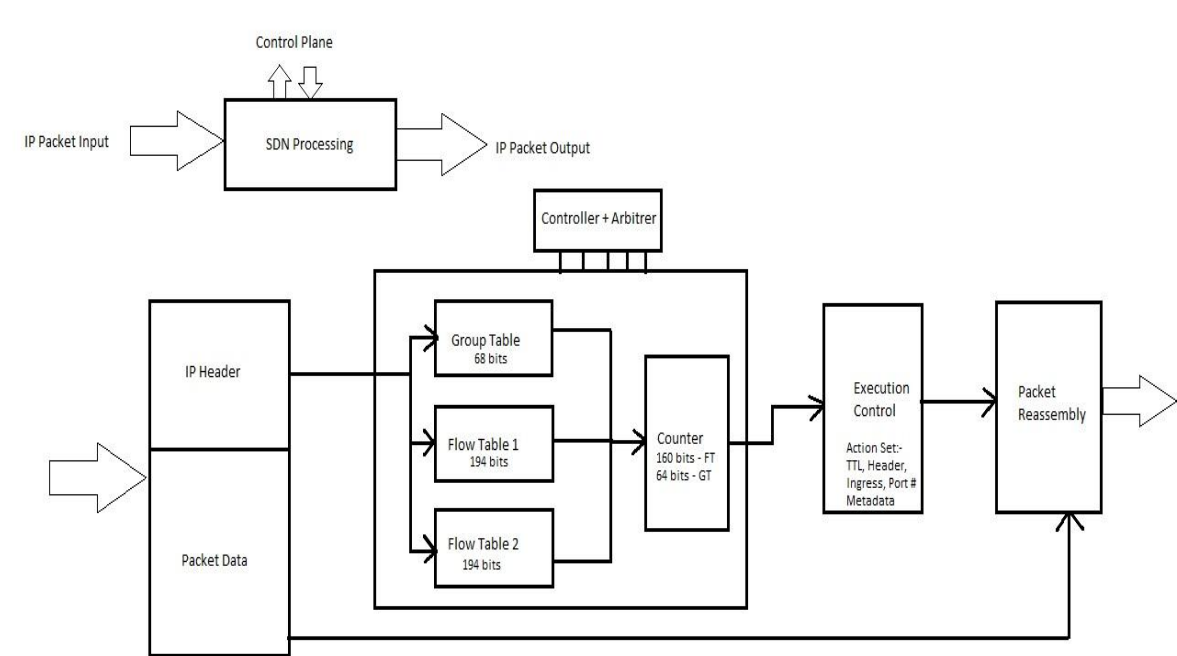 Control Plane
IP Packet Input
SDN Processing
IP Packet Output
Controller + Arbitrer
IP Header
Packet Data
Group Table
68 bits
Flow Table 1
194 bits
Flow Table 2
194 bits
Counter
160 bits - FT
64 bits - GT
Execution
Control
Action Set:-
TTL, Header,
Ingress, Port #
Metadata
Packet
Reassembly